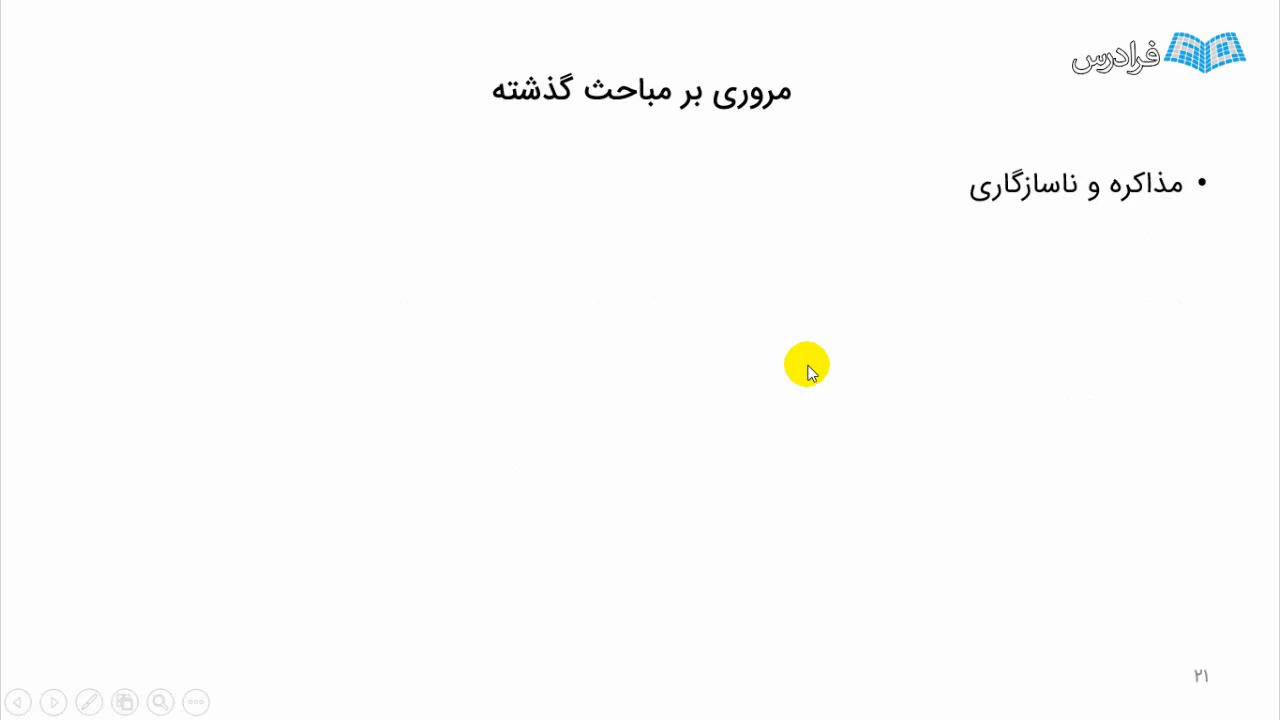 فرادرس
مروری بر مباحث گذشته
• مذاکره و ناسازگاری
۲۱